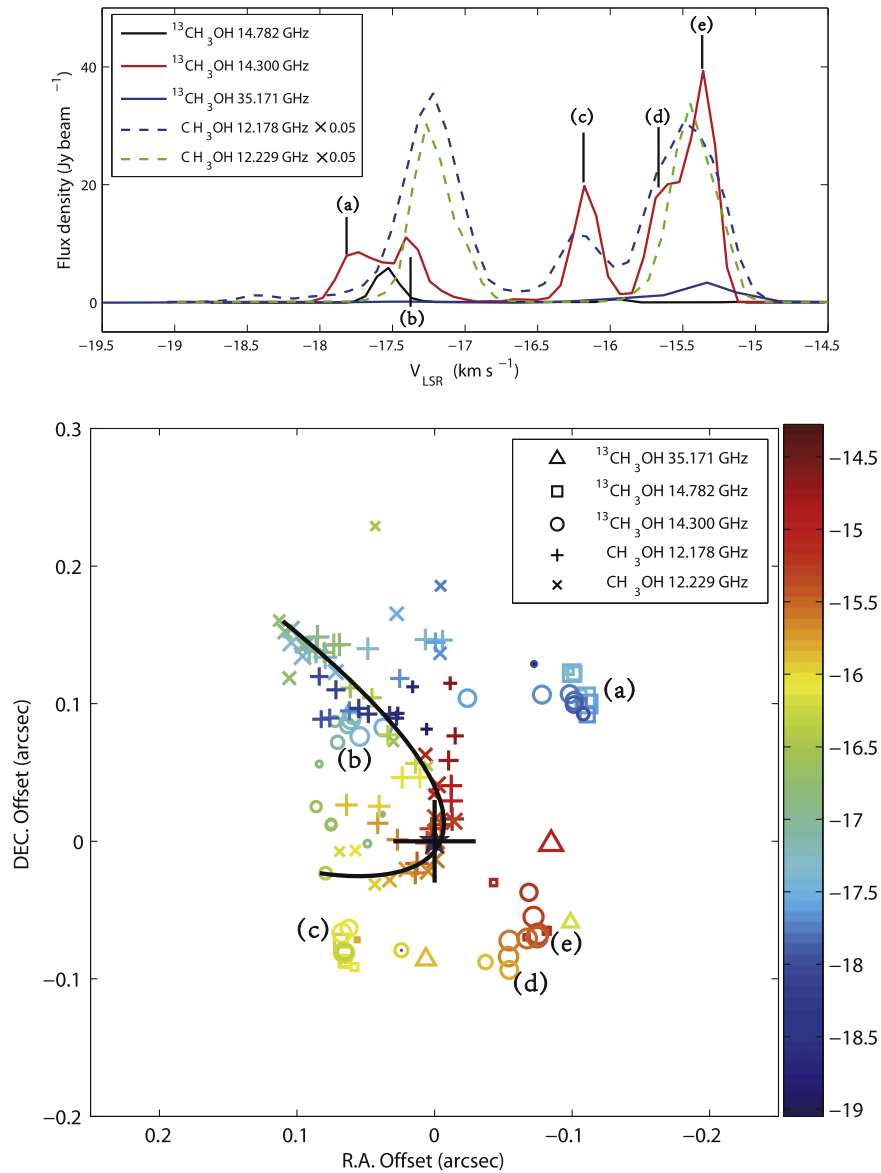 ¹³CH₃OH 14.782 GHz
¹³CH₃OH 14.300 GHz
¹³CH₃OH 35.171 GHz
CH₃OH 12.178 GHz ×0.05
CH₃OH 12.229 GHz ×0.05
(a)
(b)
(c)
(d)
(e)
40
20
0
Flux density (Jy beam⁻¹)
−19.5 −19 −18.5 −18 −17.5 −17 −16.5 −16 −15.5 −15 −14.5
V_LSR (km s⁻¹)
¹³CH₃OH 35.171 GHz
¹³CH₃OH 14.782 GHz
¹³CH₃OH 14.300 GHz
CH₃OH 12.178 GHz
CH₃OH 12.229 GHz
(a)
(b)
(c)
(e)
(d)
0.3
0.2
0.1
0
−0.1
−0.2
DEC. Offset (arcsec)
0.2 0.1 0 −0.1 −0.2
R.A. Offset (arcsec)
−14.5
−15
−15.5
−16
−16.5
−17
−17.5
−18
−18.5
−19